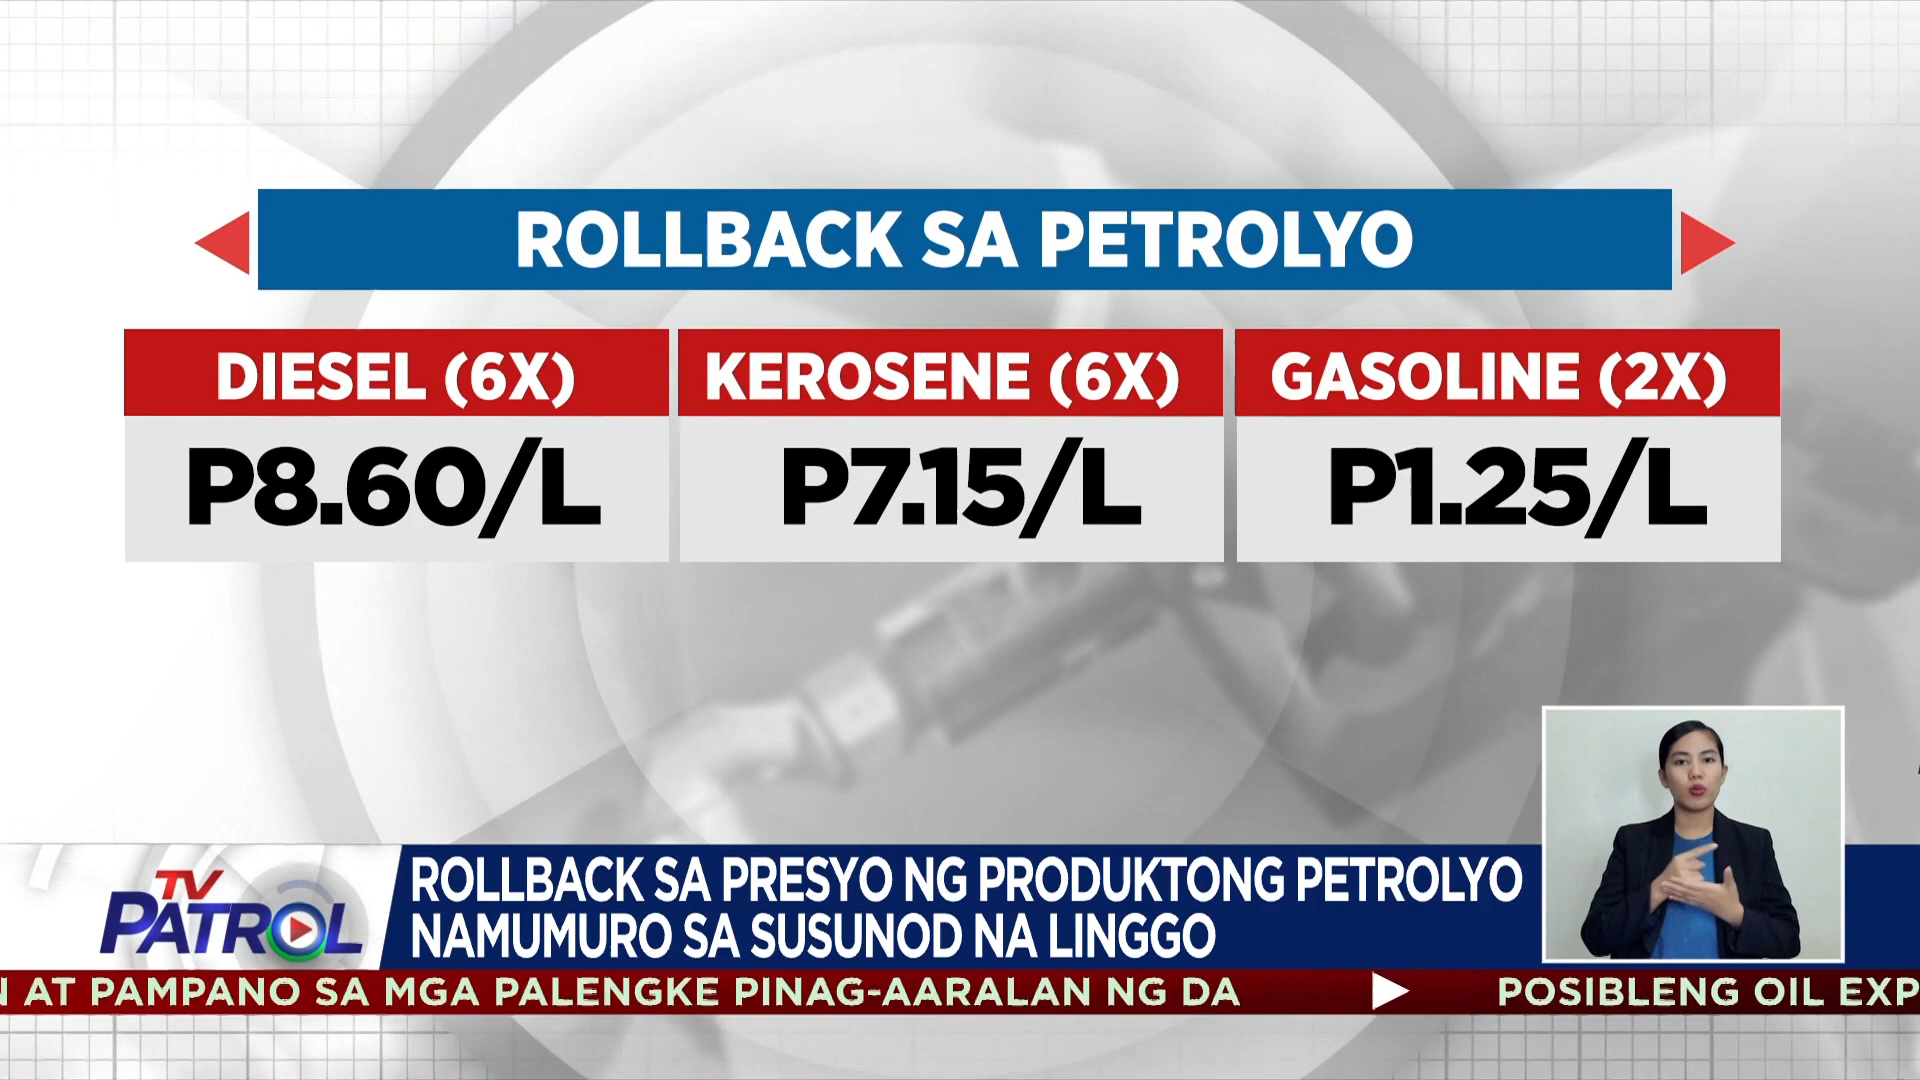 ROLLBACK SA PETROLYO
DIESEL (6X)
P8.60/L
KEROSENE (6X)
P7.15/L
GASOLINE (2X)
P1.25/L
TV
PATROL
ROLLBACK SA PRESYO NG PRODUKTONG PETROLYO
NAMUMURO SA SUSUNOD NA LINGGO
N AT PAMPANO SA MGA PALENGKE PINAG-AARALAN NG DA
POSIBLENG OIL EXP